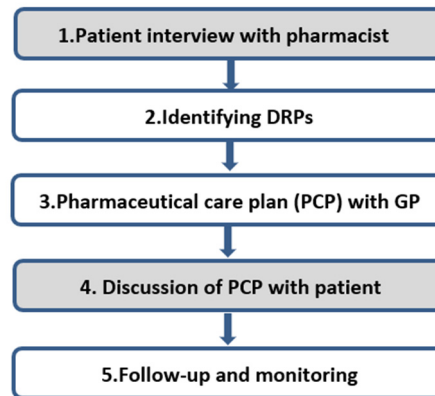 1.Patient interview with pharmacist
2.Identifying DRPs
3.Pharmaceutical care plan (PCP) with GP
4. Discussion of PCP with patient
5.Follow-up and monitoring